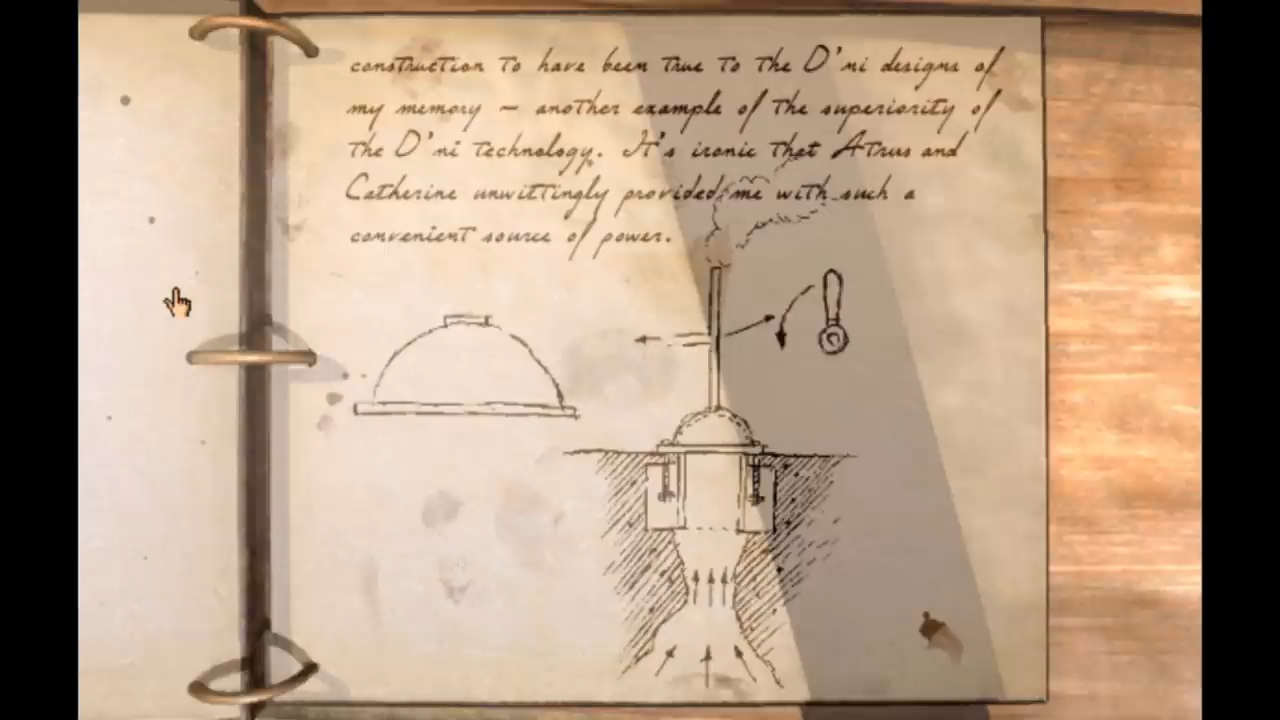 construction to have been true to the D'ni designs of
my memory – another example of the superiority of
the D'ni technology. It's ironic that Atrus and
Catherine unwittingly provided me with such a
convenient source of power.